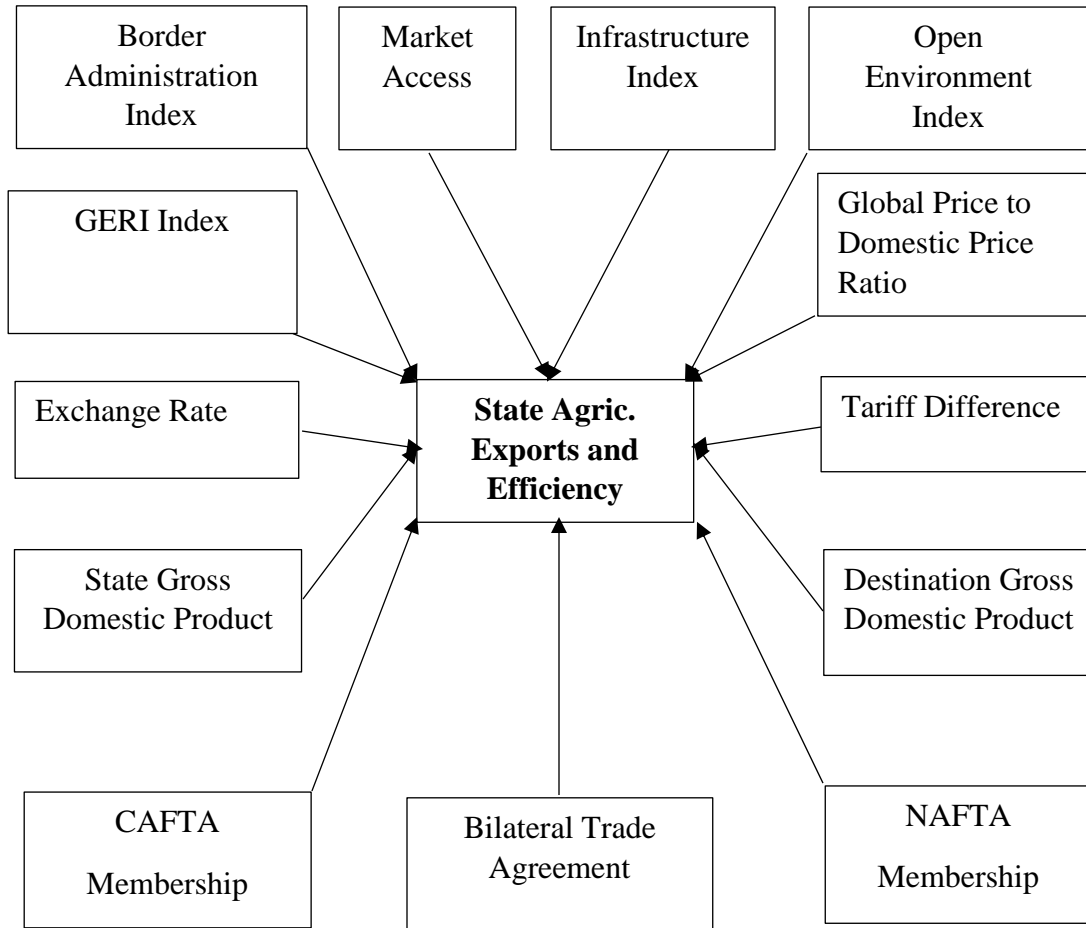 Border
Administration
Index
Market
Access
Infrastructure
Index
Open
Environment
Index
GERI Index
Global Price to
Domestic Price
Ratio
Exchange Rate
State Agric.
Exports and
Efficiency
Tariff Difference
State Gross
Domestic Product
Destination Gross
Domestic Product
CAFTA
Membership
Bilateral Trade
Agreement
NAFTA
Membership